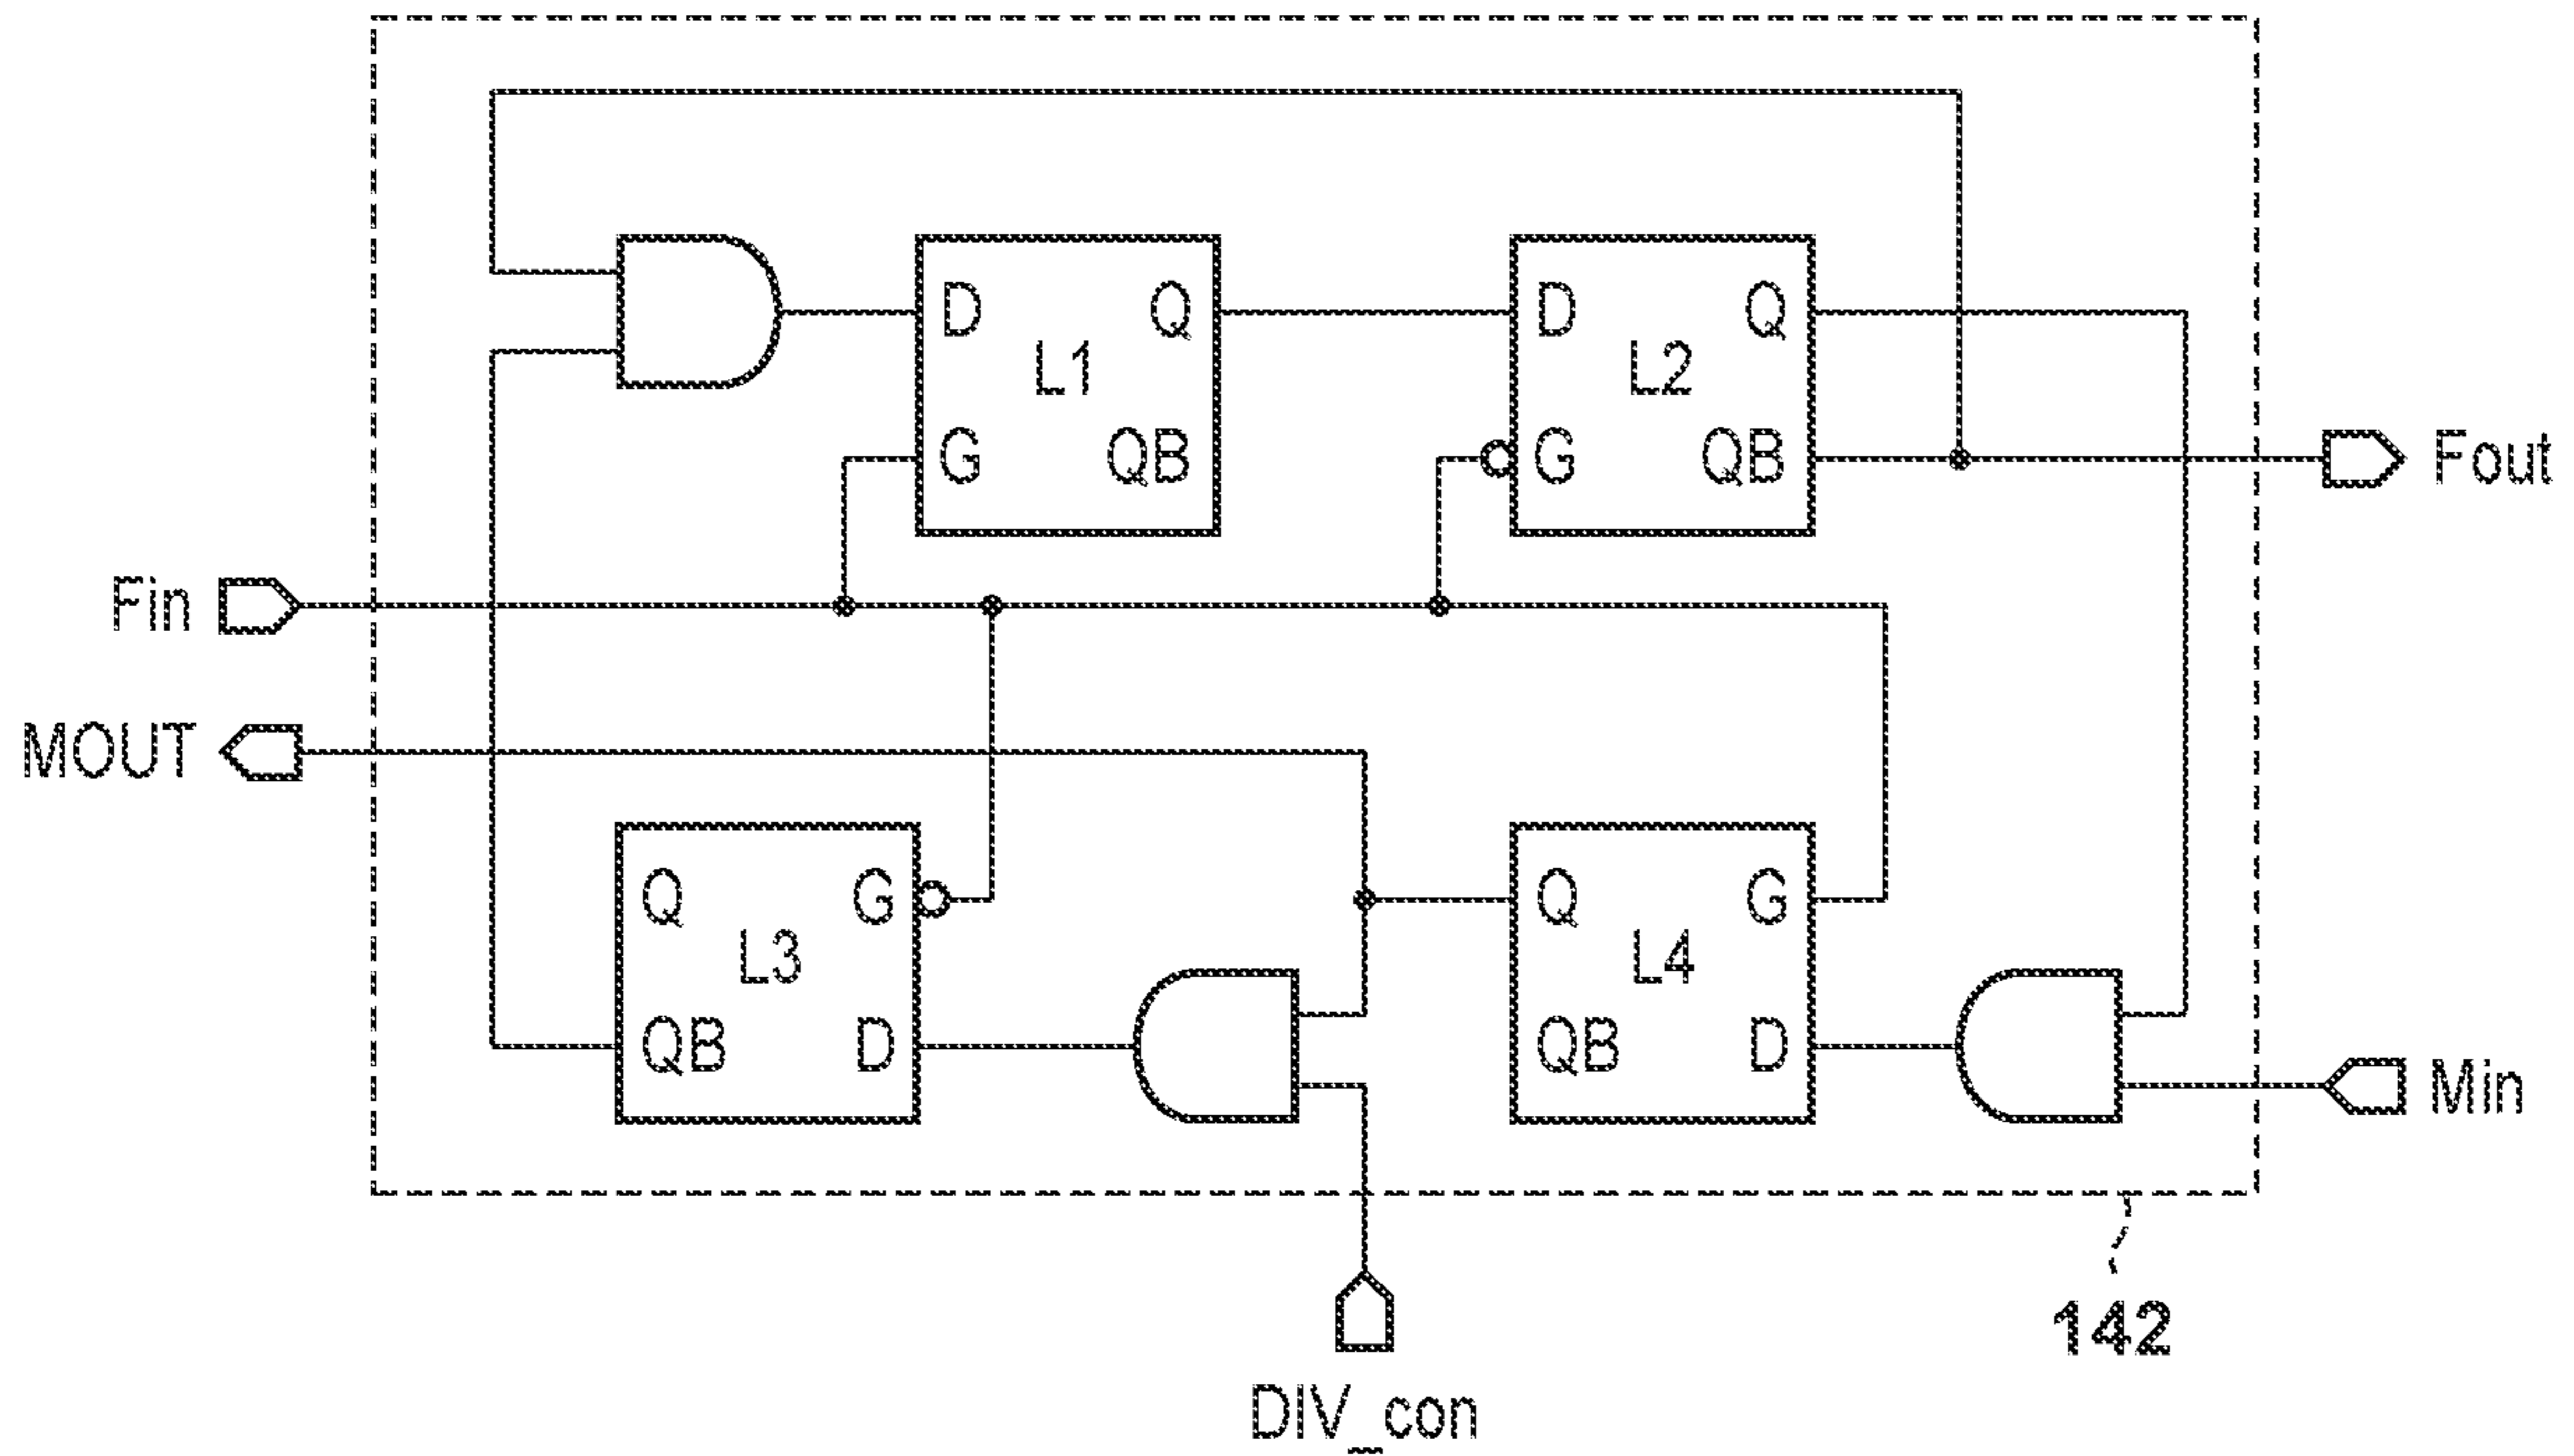 D Q
L1
G QB
D Q
L2
G QB
Fout
Fin
MOUT
Q G
L3
QB D
Q G
L4
QB D
Min
142
DIV_con